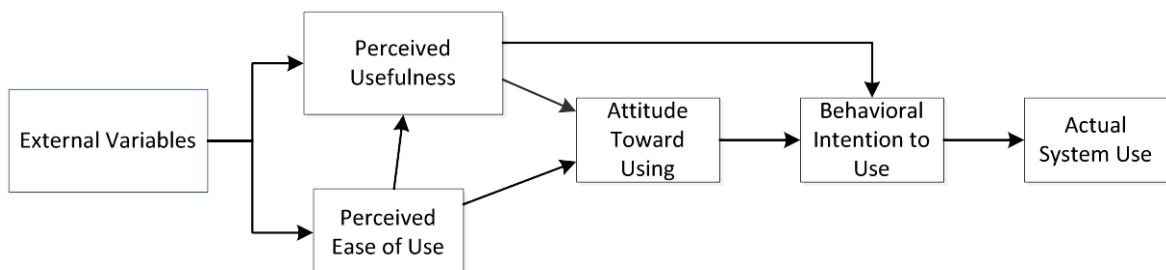 External Variables
Perceived
Usefulness
Perceived
Ease of Use
Attitude
Toward
Using
Behavioral
Intention to
Use
Actual
System Use